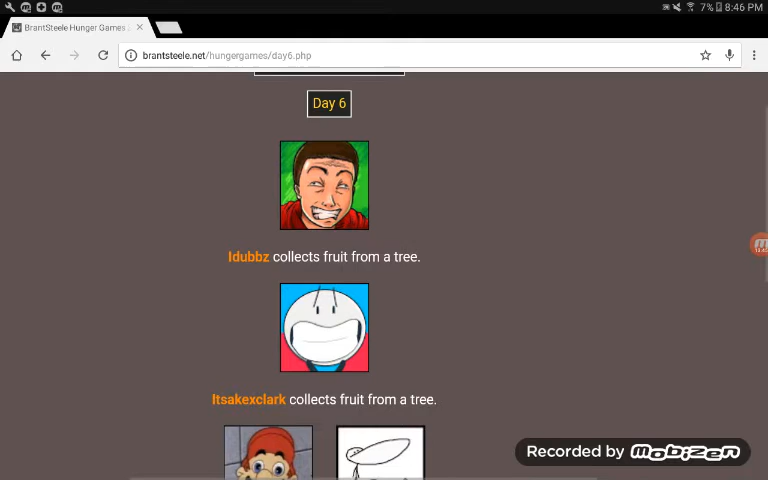 7% 8:46 PM
BrantSteele Hunger Games
brantsteele.net/hungergames/day6.php
Day 6
Idubbz collects fruit from a tree.
Itsakexclark collects fruit from a tree.
Recorded by mobizen